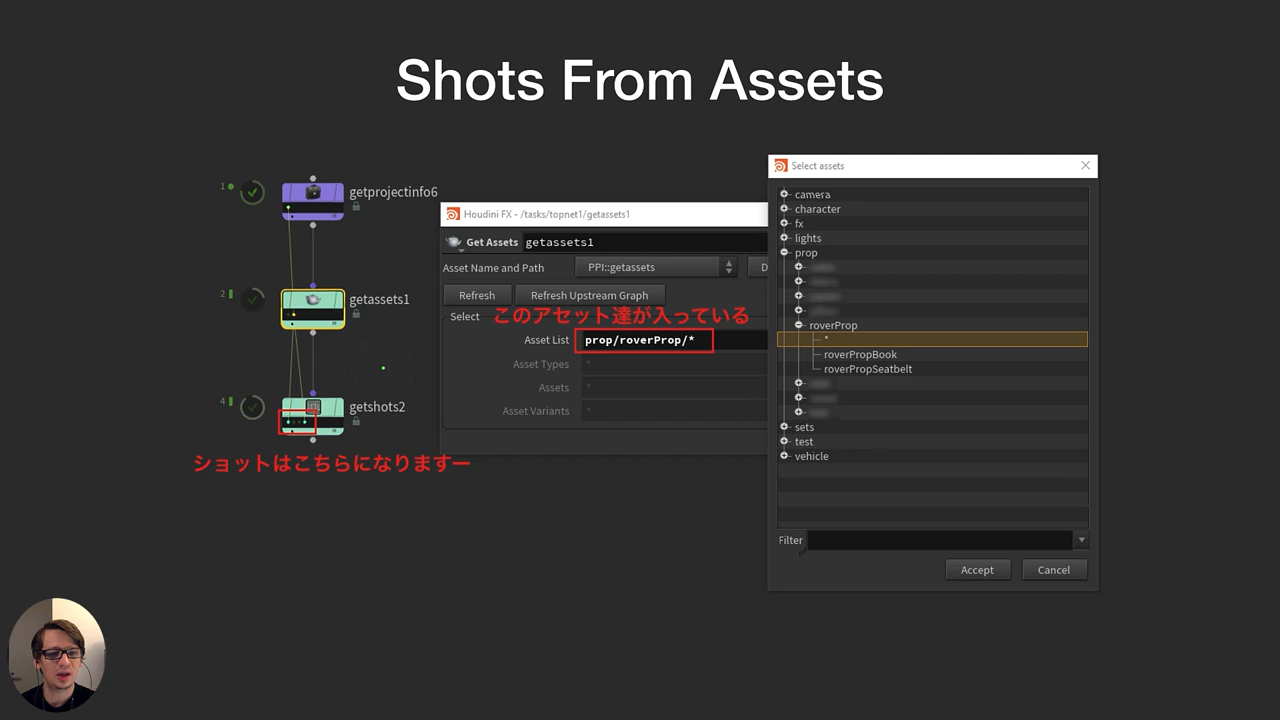 Shots From Assets
1
getprojectinfo6
2
getassets1
4
getshots2
ショットはこちらになりますー
Houdini FX - /tasks/topnet1/getassets1
Get Assets
getassets1
Asset Name and Path
PPI::getassets
D
Refresh
Refresh Upstream Graph
Select
このアセット達が入っている
Asset List
prop/roverProp/*
Asset Types
*
Assets
*
Asset Variants
*
Select assets
camera
character
fx
lights
prop
roverProp
*
roverPropBook
roverPropSeatbelt
sets
test
vehicle
Filter
Accept
Cancel